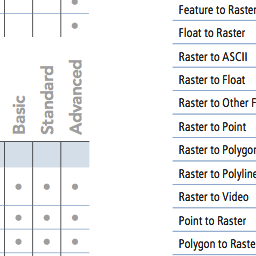 Basic
Standard
Advanced
Feature to Raster
Float to Raster
Raster to ASCII
Raster to Float
Raster to Other
Raster to Point
Raster to Polygon
Raster to Polyline
Raster to Video
Point to Raster
Polygon to Raste